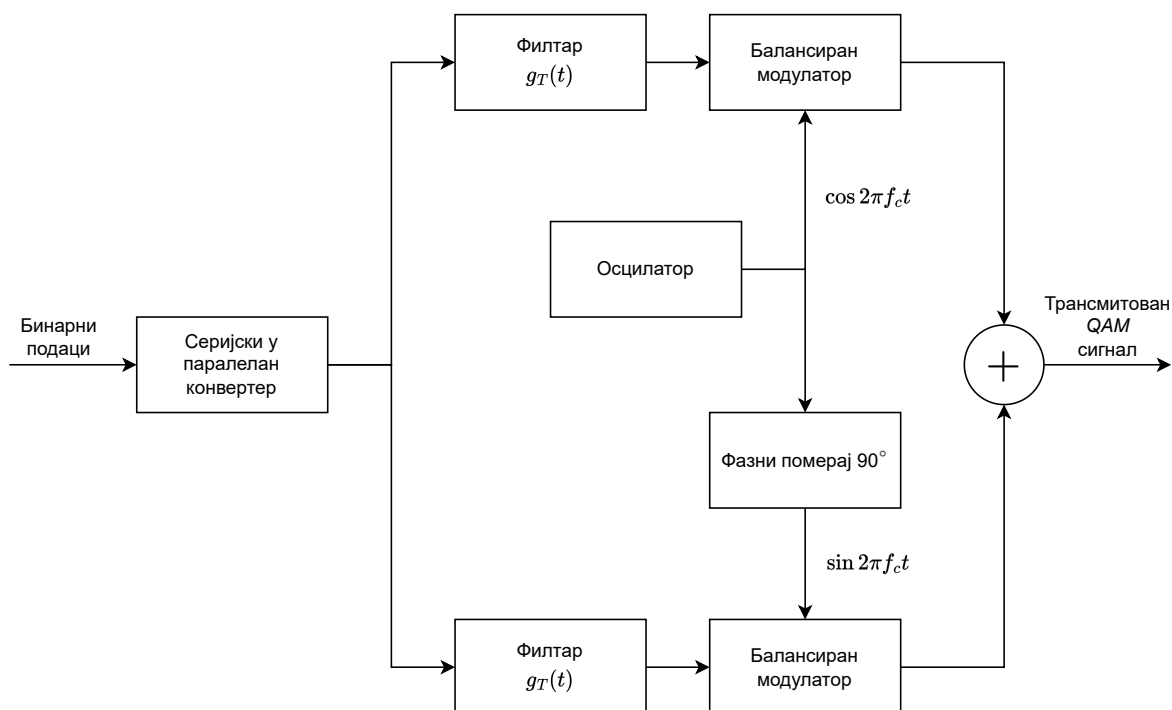 Филтар
g_T(t)
Балансиран
модулатор
cos 2πf_c t
Осцилатор
Бинарни
подаци
Серијски у
паралелан
конвертер
Трансмитован
QAM
сигнал
+
Фазни померај 90°
sin 2πf_c t
Филтар
g_T(t)
Балансиран
модулатор